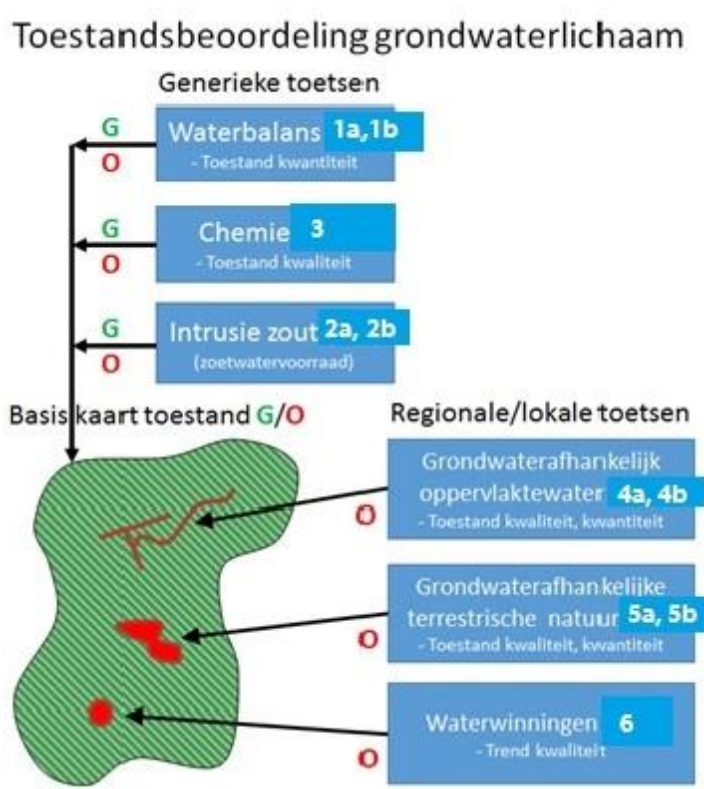 Toestandsbeoordeling grondwaterlichaam
Generieke toetsen
G
O
Waterbalans 1a,1b
- Toestand kwantiteit
G
O
Chemie 3
- Toestand kwaliteit
G
O
Intrusie zout 2a, 2b
(zoetwatervoorraad)
Basis kaart toestand G/O
Regionale/lokale toetsen
Grondwaterafhankelijk
oppervlaktewater 4a, 4b
- Toestand kwaliteit, kwantiteit
O
Grondwaterafhankelijke
terrestrische natuur 5a, 5b
- Toestand kwaliteit, kwantiteit
O
Waterwinningen 6
- Trend kwaliteit
O